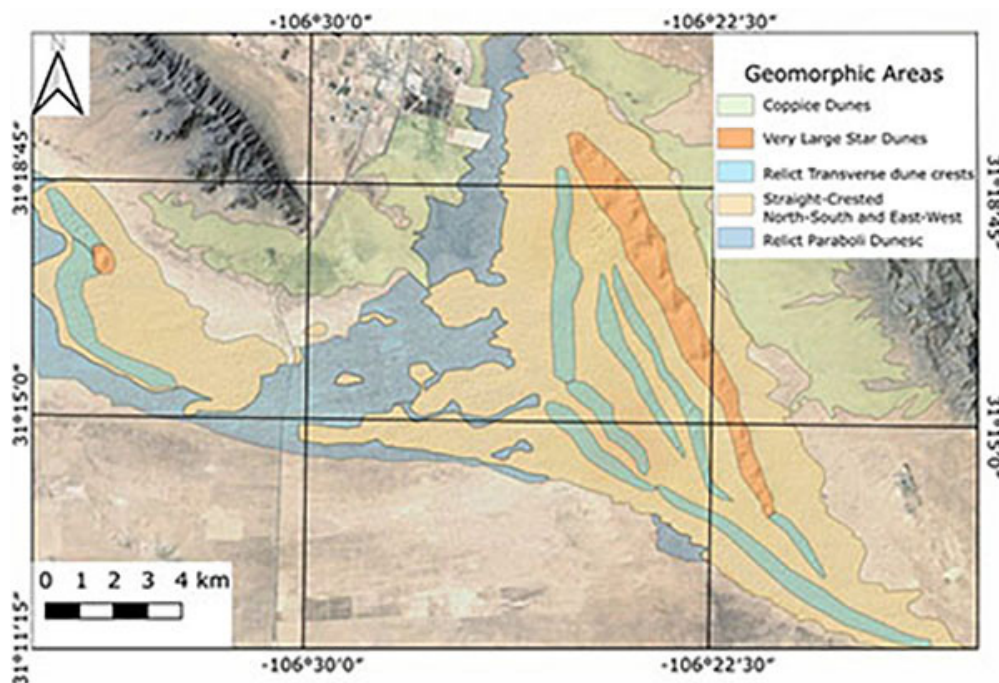 -106°30'0"
-106°22'30"
N
Geomorphic Areas
Coppice Dunes
Very Large Star Dunes
Relict Transverse dune crests
Straight-Crested
North-South and East-West
Relict Paraboli Dunesc
31°18'45"
31°18'45"
31°15'0"
31°15'0"
31°11'15"
0 1 2 3 4 km
-106°30'0"
-106°22'30"